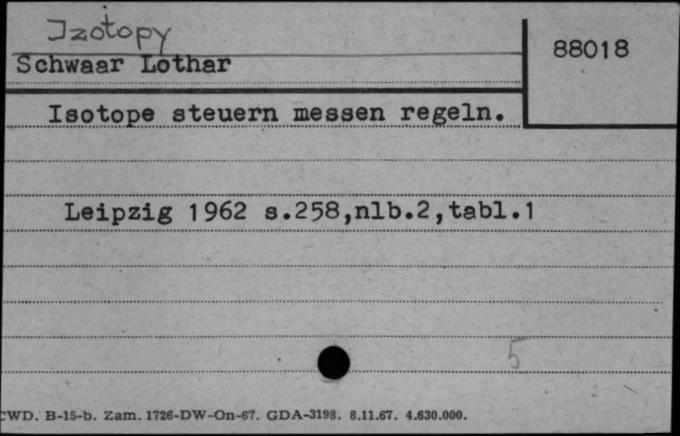 Izotopy
88018
Schwaar Lothar
Isotope steuern messen regeln.
Leipzig 1962 s.258,nlb.2,tabl.1
5
CWD. B-15-b. Zam. 1726-DW-On-67. GDA-3198. 8.11.67. 4.630.000.